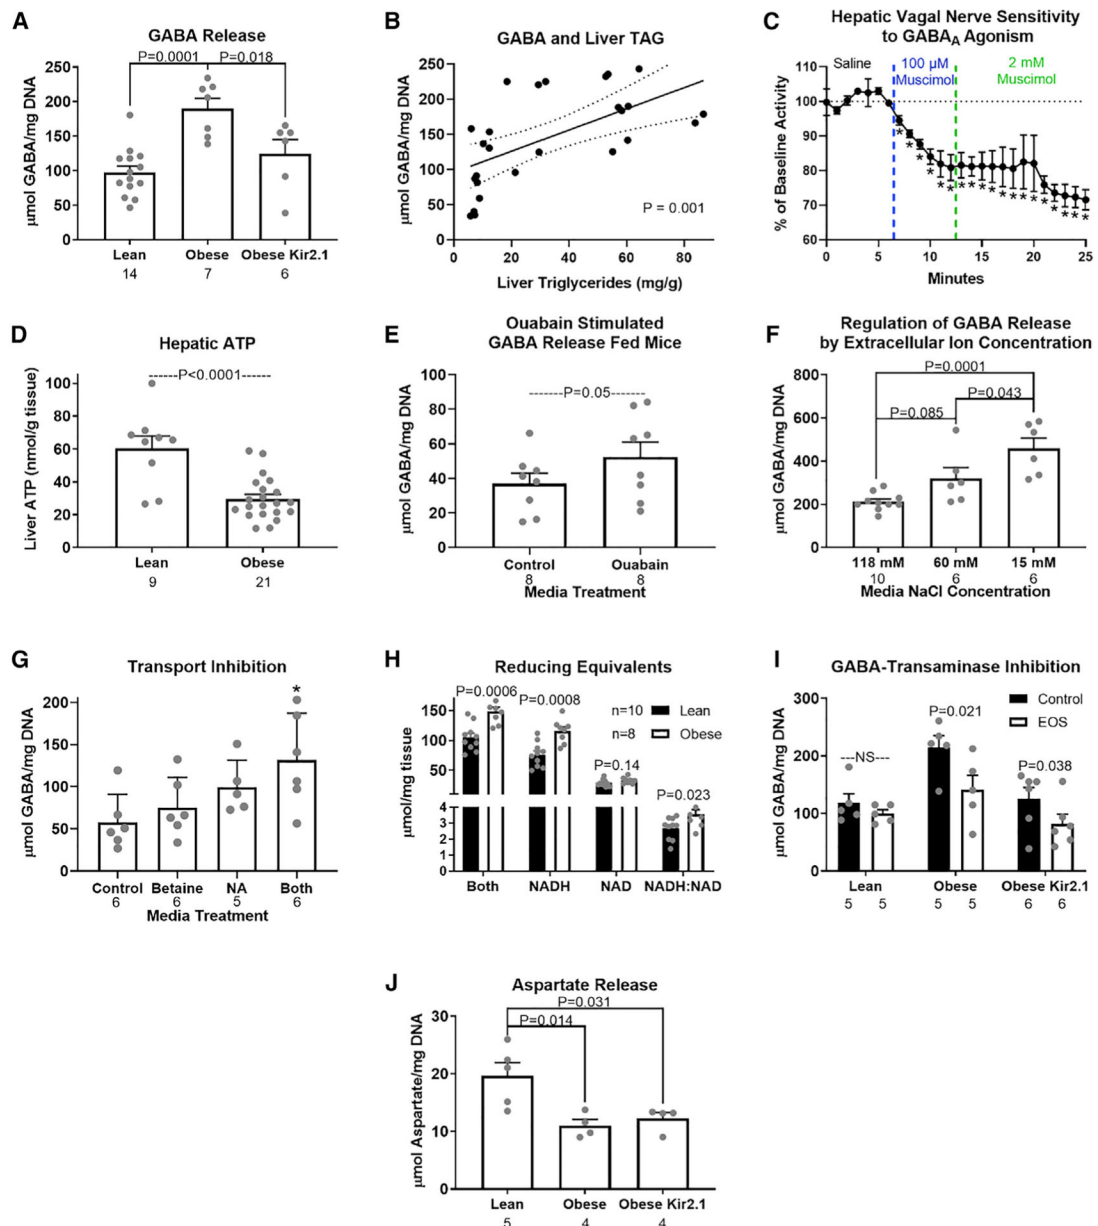 A
GABA Release
P=0.0001
P=0.018
µmol GABA/mg DNA
250
200
150
100
50
0
Lean
Obese
Obese Kir2.1
14
7
6
B
GABA and Liver TAG
µmol GABA/mg DNA
250
200
150
100
50
0
P = 0.001
0
20
40
60
80
Liver Triglycerides (mg/g)
C
Hepatic Vagal Nerve Sensitivity
to GABAA Agonism
Saline
100 µM
Muscimol
2 mM
Muscimol
% of Baseline Activity
110
100
90
80
70
60
* * * * * * * * * * * * * * * * * * *
0
5
10
15
20
25
Minutes
D
Hepatic ATP
------P<0.0001------
Liver ATP (nmol/g tissue)
100
80
60
40
20
0
Lean
Obese
9
21
E
Ouabain Stimulated
GABA Release Fed Mice
------P=0.05------
µmol GABA/mg DNA
100
80
60
40
20
0
Control
Ouabain
8
8
Media Treatment
F
Regulation of GABA Release
by Extracellular Ion Concentration
P=0.0001
P=0.043
P=0.085
µmol GABA/mg DNA
800
600
400
200
0
118 mM
60 mM
15 mM
10
6
6
Media NaCl Concentration
G
Transport Inhibition
*
µmol GABA/mg DNA
200
150
100
50
0
Control
Betaine
NA
Both
6
6
5
6
Media Treatment
H
Reducing Equivalents
P=0.0006
P=0.0008
n=10
Lean
n=8
Obese
P=0.14
P=0.023
µmol/mg tissue
150
100
50
4
3
2
1
0
Both
NADH
NAD
NADH:NAD
I
GABA-Transaminase Inhibition
Control
EOS
P=0.021
---NS---
P=0.038
µmol GABA/mg DNA
300
200
100
0
Lean
Obese
Obese Kir2.1
5
5
5
5
6
6
J
Aspartate Release
P=0.031
P=0.014
µmol Aspartate/mg DNA
30
20
10
0
Lean
Obese
Obese Kir2.1
5
4
4